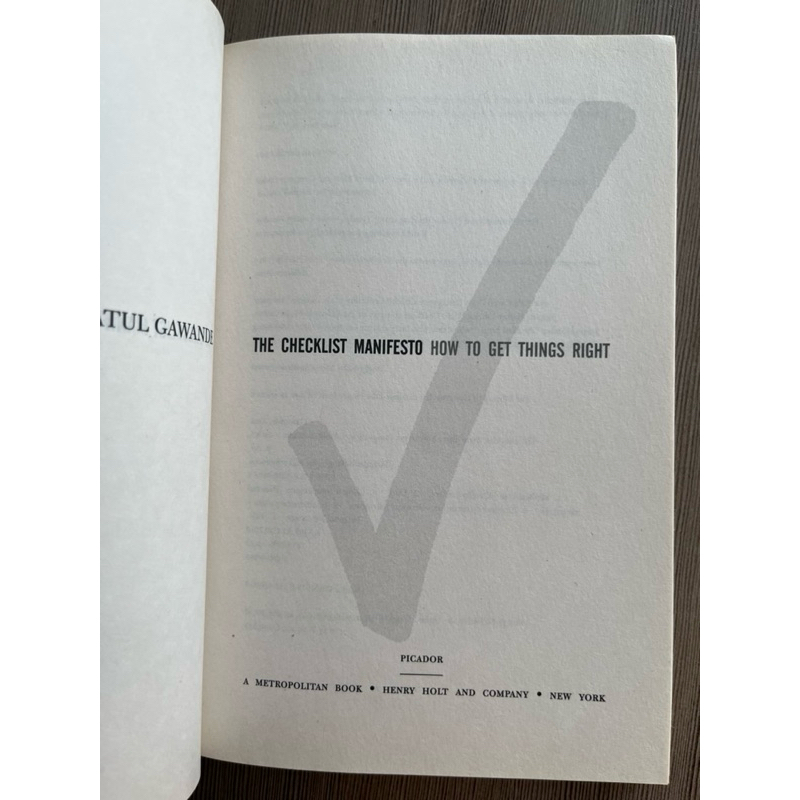 ATUL GAWANDE
THE CHECKLIST MANIFESTO HOW TO GET THINGS RIGHT
PICADOR
A METROPOLITAN BOOK • HENRY HOLT AND COMPANY • NEW YORK